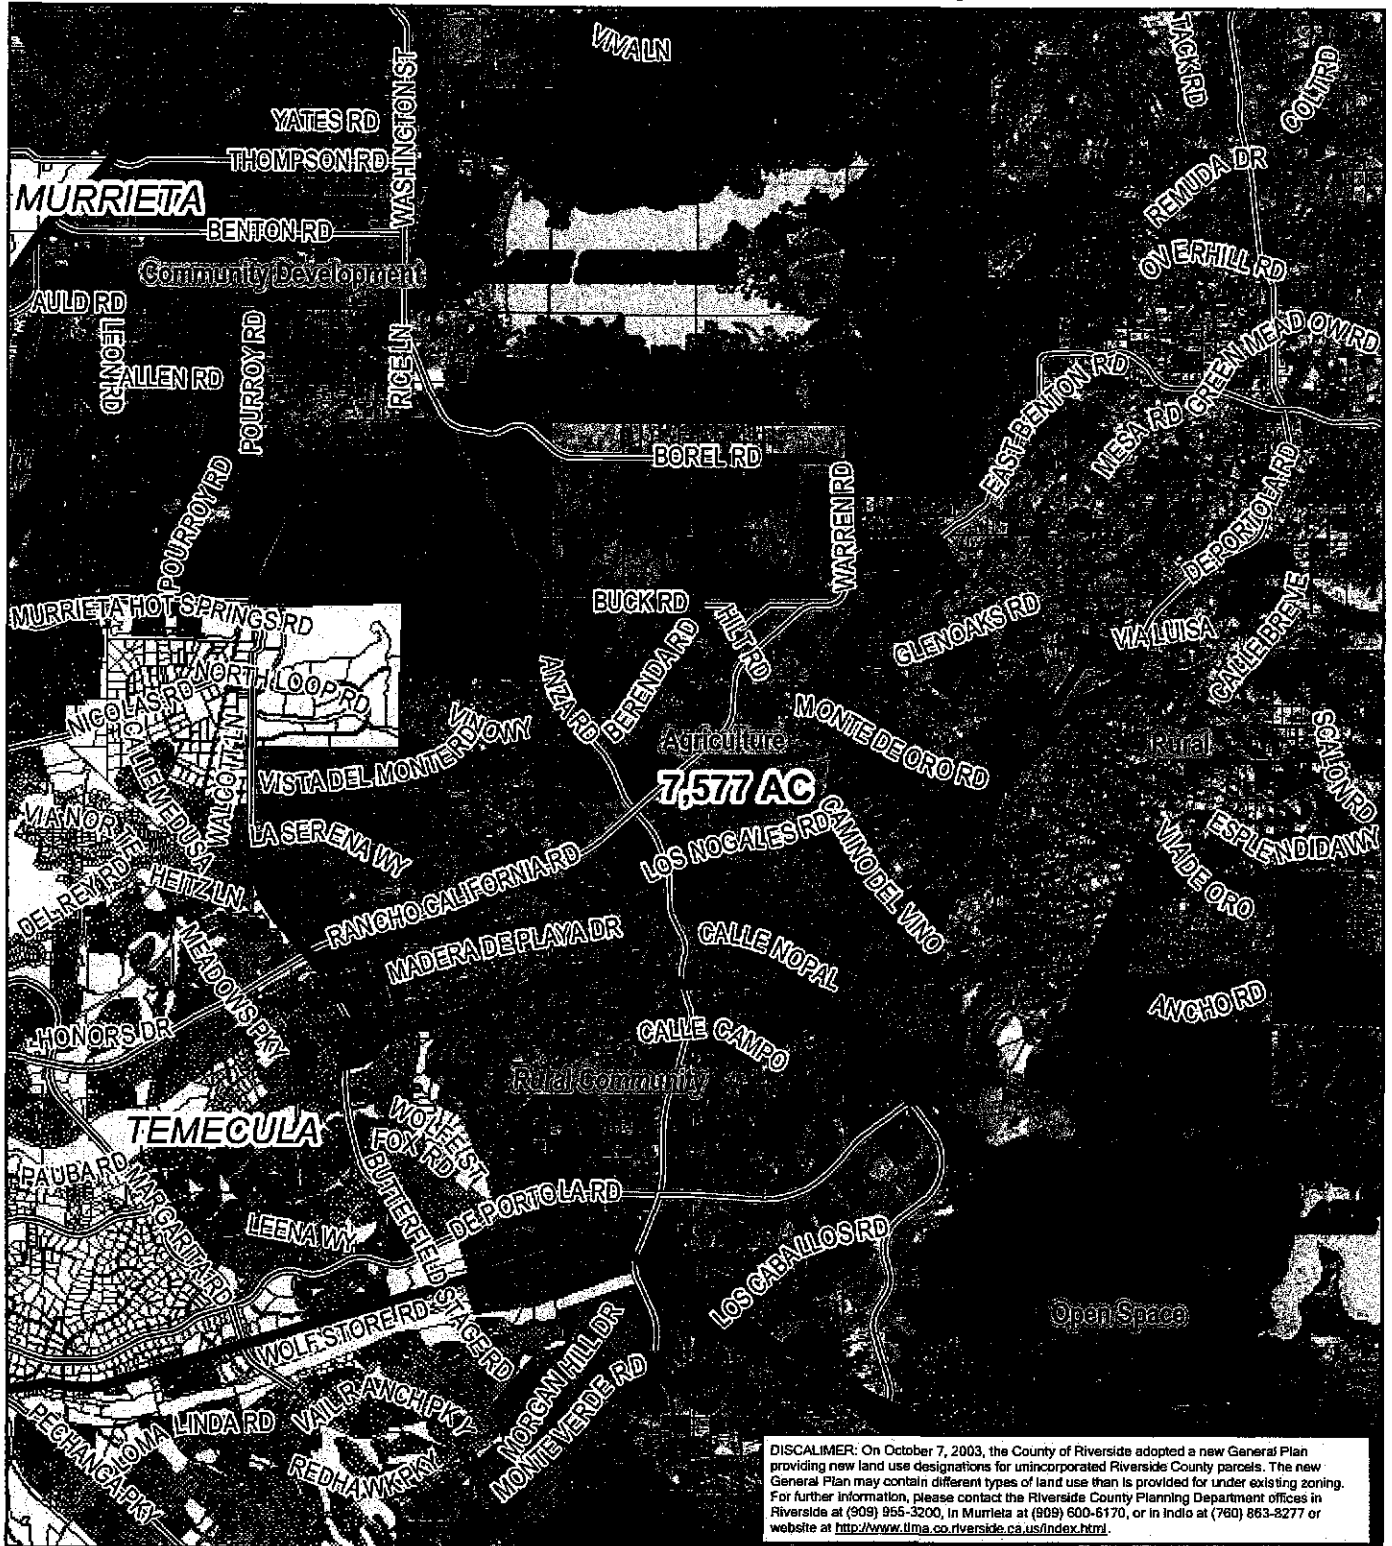 VIVA LN
TACK RD
COLT RD
WASHINGTON ST
YATES RD
THOMPSON RD
MURRIETA
REMUDA DR
BENTON RD
Community Development
OVERHILL RD
AULD RD
LEON RD
POURROY RD
RICE LN
GREEN MEADOW RD
ALLEN RD
EAST BENTON RD
MESA RD
BOREL RD
POURROY RD
WARREN RD
DEPORTOLA RD
MURRIETA HOT SPRINGS RD
BUCK RD
HILT RD
GLENOAKS RD
VIA LUISA
CALLE BREVE
BERENDA RD
ANZA RD
NORTH LOOP RD
NICOLAS RD
VINO WY
MONTE DE ORO RD
Agriculture
Rural
SCALON RD
CALLE MEDUSA
WALCOTT LN
VISTA DEL MONTE RD
7,577 AC
VIA NORTE
LA SERENA WY
LOS NOGALES RD
CAMINO DEL VINO
VIA DE ORO
ESPLENDIDA WY
DEL REY RD
HEITZ LN
RANCHO CALIFORNIA RD
MEADOWS PKY
MADERA DE PLAYA DR
CALLE NOPAL
ANCHO RD
HONORS DR
CALLE CAMPO
Rural Community
TEMECULA
WOLFE ST
FOX RD
PAUBA RD
MARGARITA RD
BUTTERFIELD STAGE RD
DE PORTOLA RD
LEENA WY
LOS CABALLOS RD
Open Space
WOLF STORE RD
MORGAN HILL DR
MONTE VERDE RD
VAIL RANCH PKY
LOMA LINDA RD
PECHANGA PKY
REDHAWK PKY
DISCALIMER: On October 7, 2003, the County of Riverside adopted a new General Plan
providing new land use designations for unincorporated Riverside County parcels. The new
General Plan may contain different types of land use than is provided for under existing zoning.
For further information, please contact the Riverside County Planning Department offices in
Riverside at (909) 955-3200, in Murrieta at (909) 600-6170, or in Indio at (760) 863-8277 or
website at http://www.tlma.co.riverside.ca.us/index.html.